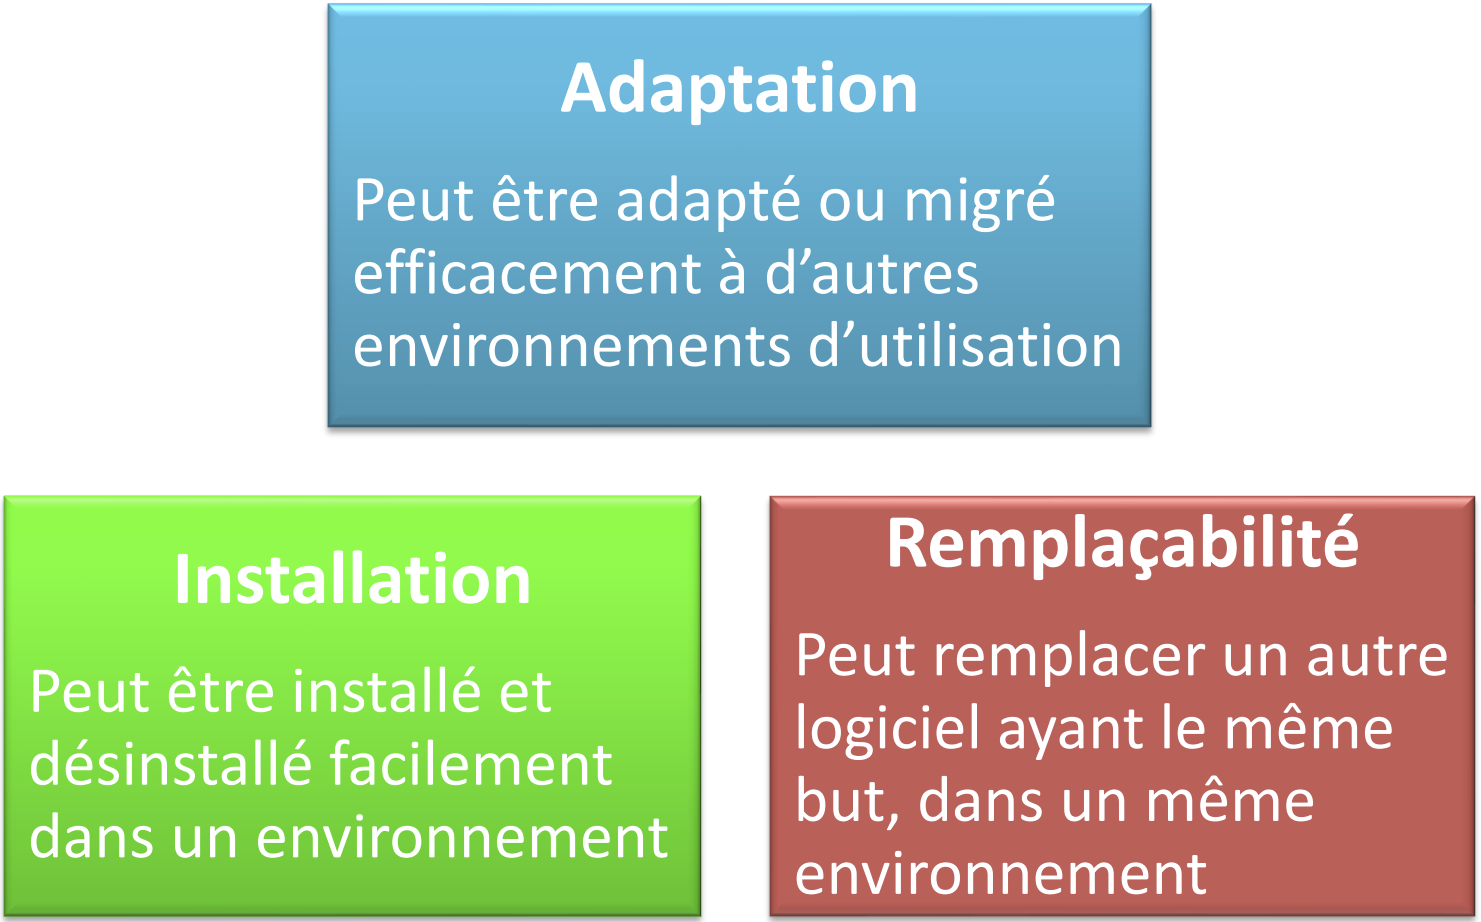 Adaptation
Peut être adapté ou migré
efficacement à d’autres
environnements d’utilisation
Installation
Peut être installé et
désinstallé facilement
dans un environnement
Remplaçabilité
Peut remplacer un autre
logiciel ayant le même
but, dans un même
environnement